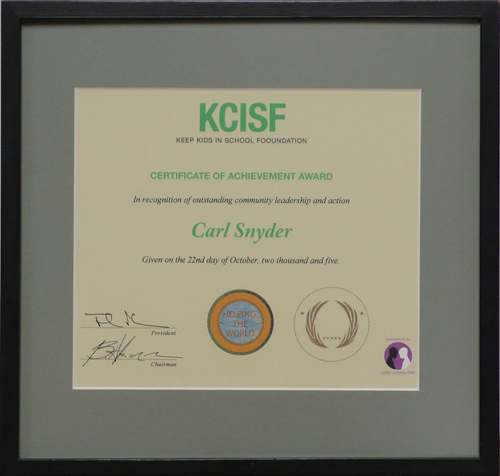 KCISF
KEEP KIDS IN SCHOOL FOOUNDATION
CERTIFICATE OF ACHIEVEMENT AWARD
In recognition of outstanding community leadership and action
Carl Snyder
Given on the 22nd day of October, two thousand and five.
President
Chairman
HELPING
THE
WORLD